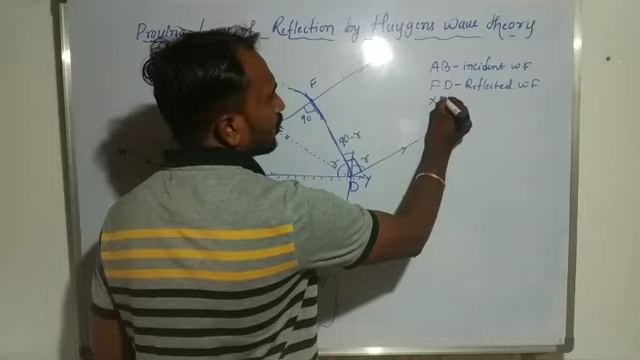 Proving Laws of Reflection by Huygens wave theory
AB - incident WF
FD - Reflected WF
X
F
90
90-r
r
r
D
y